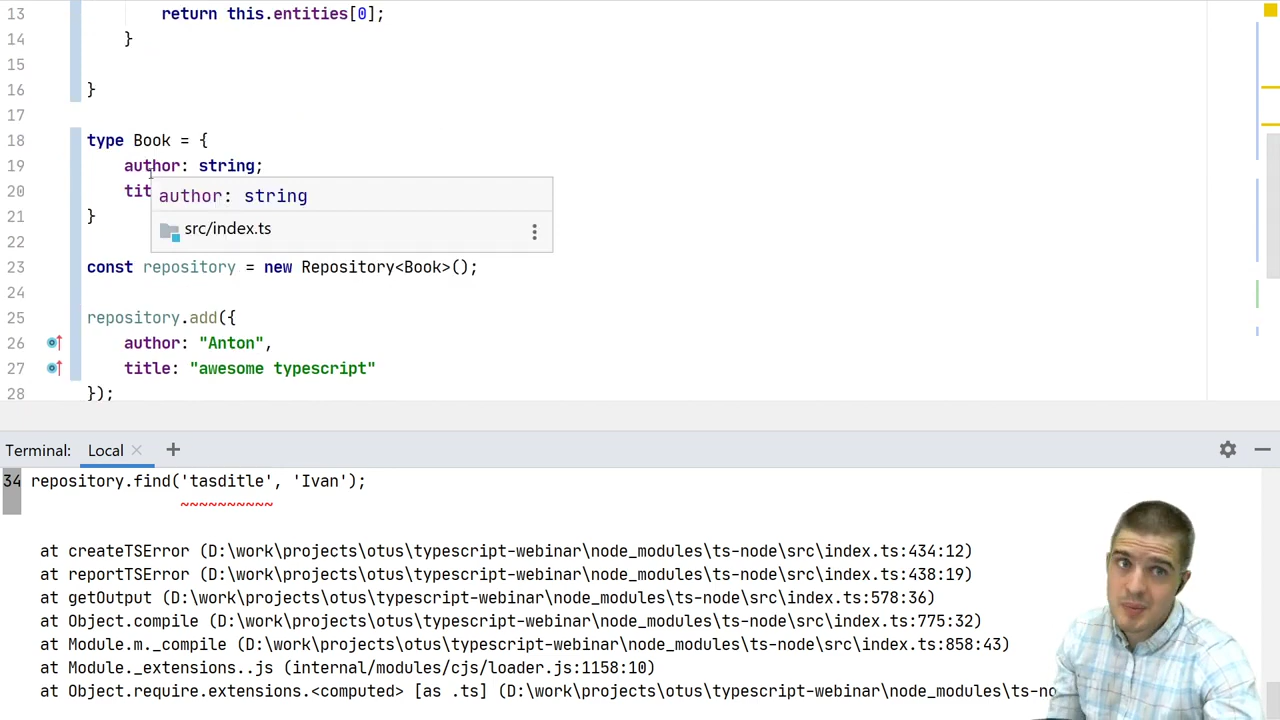 13 return this.entities[0];
14 }
15
16 }
17
18 type Book = {
19 author: string;
20 tit
author: string
21 }
src/index.ts
22
23 const repository = new Repository<Book>();
24
25 repository.add({
26 author: "Anton",
27 title: "awesome typescript"
28 });
Terminal: Local
34 repository.find('tasditle', 'Ivan');
~~~~~~~~~~
at createTSError (D:\work\projects\otus\typescript-webinar\node_modules\ts-node\src\index.ts:434:12)
at reportTSError (D:\work\projects\otus\typescript-webinar\node_modules\ts-node\src\index.ts:438:19)
at getOutput (D:\work\projects\otus\typescript-webinar\node_modules\ts-node\src\index.ts:578:36)
at Object.compile (D:\work\projects\otus\typescript-webinar\node_modules\ts-node\src\index.ts:775:32)
at Module.m._compile (D:\work\projects\otus\typescript-webinar\node_modules\ts-node\src\index.ts:858:43)
at Module._extensions..js (internal/modules/cjs/loader.js:1158:10)
at Object.require.extensions.<computed> [as .ts] (D:\work\projects\otus\typescript-webinar\node_modules\ts-no